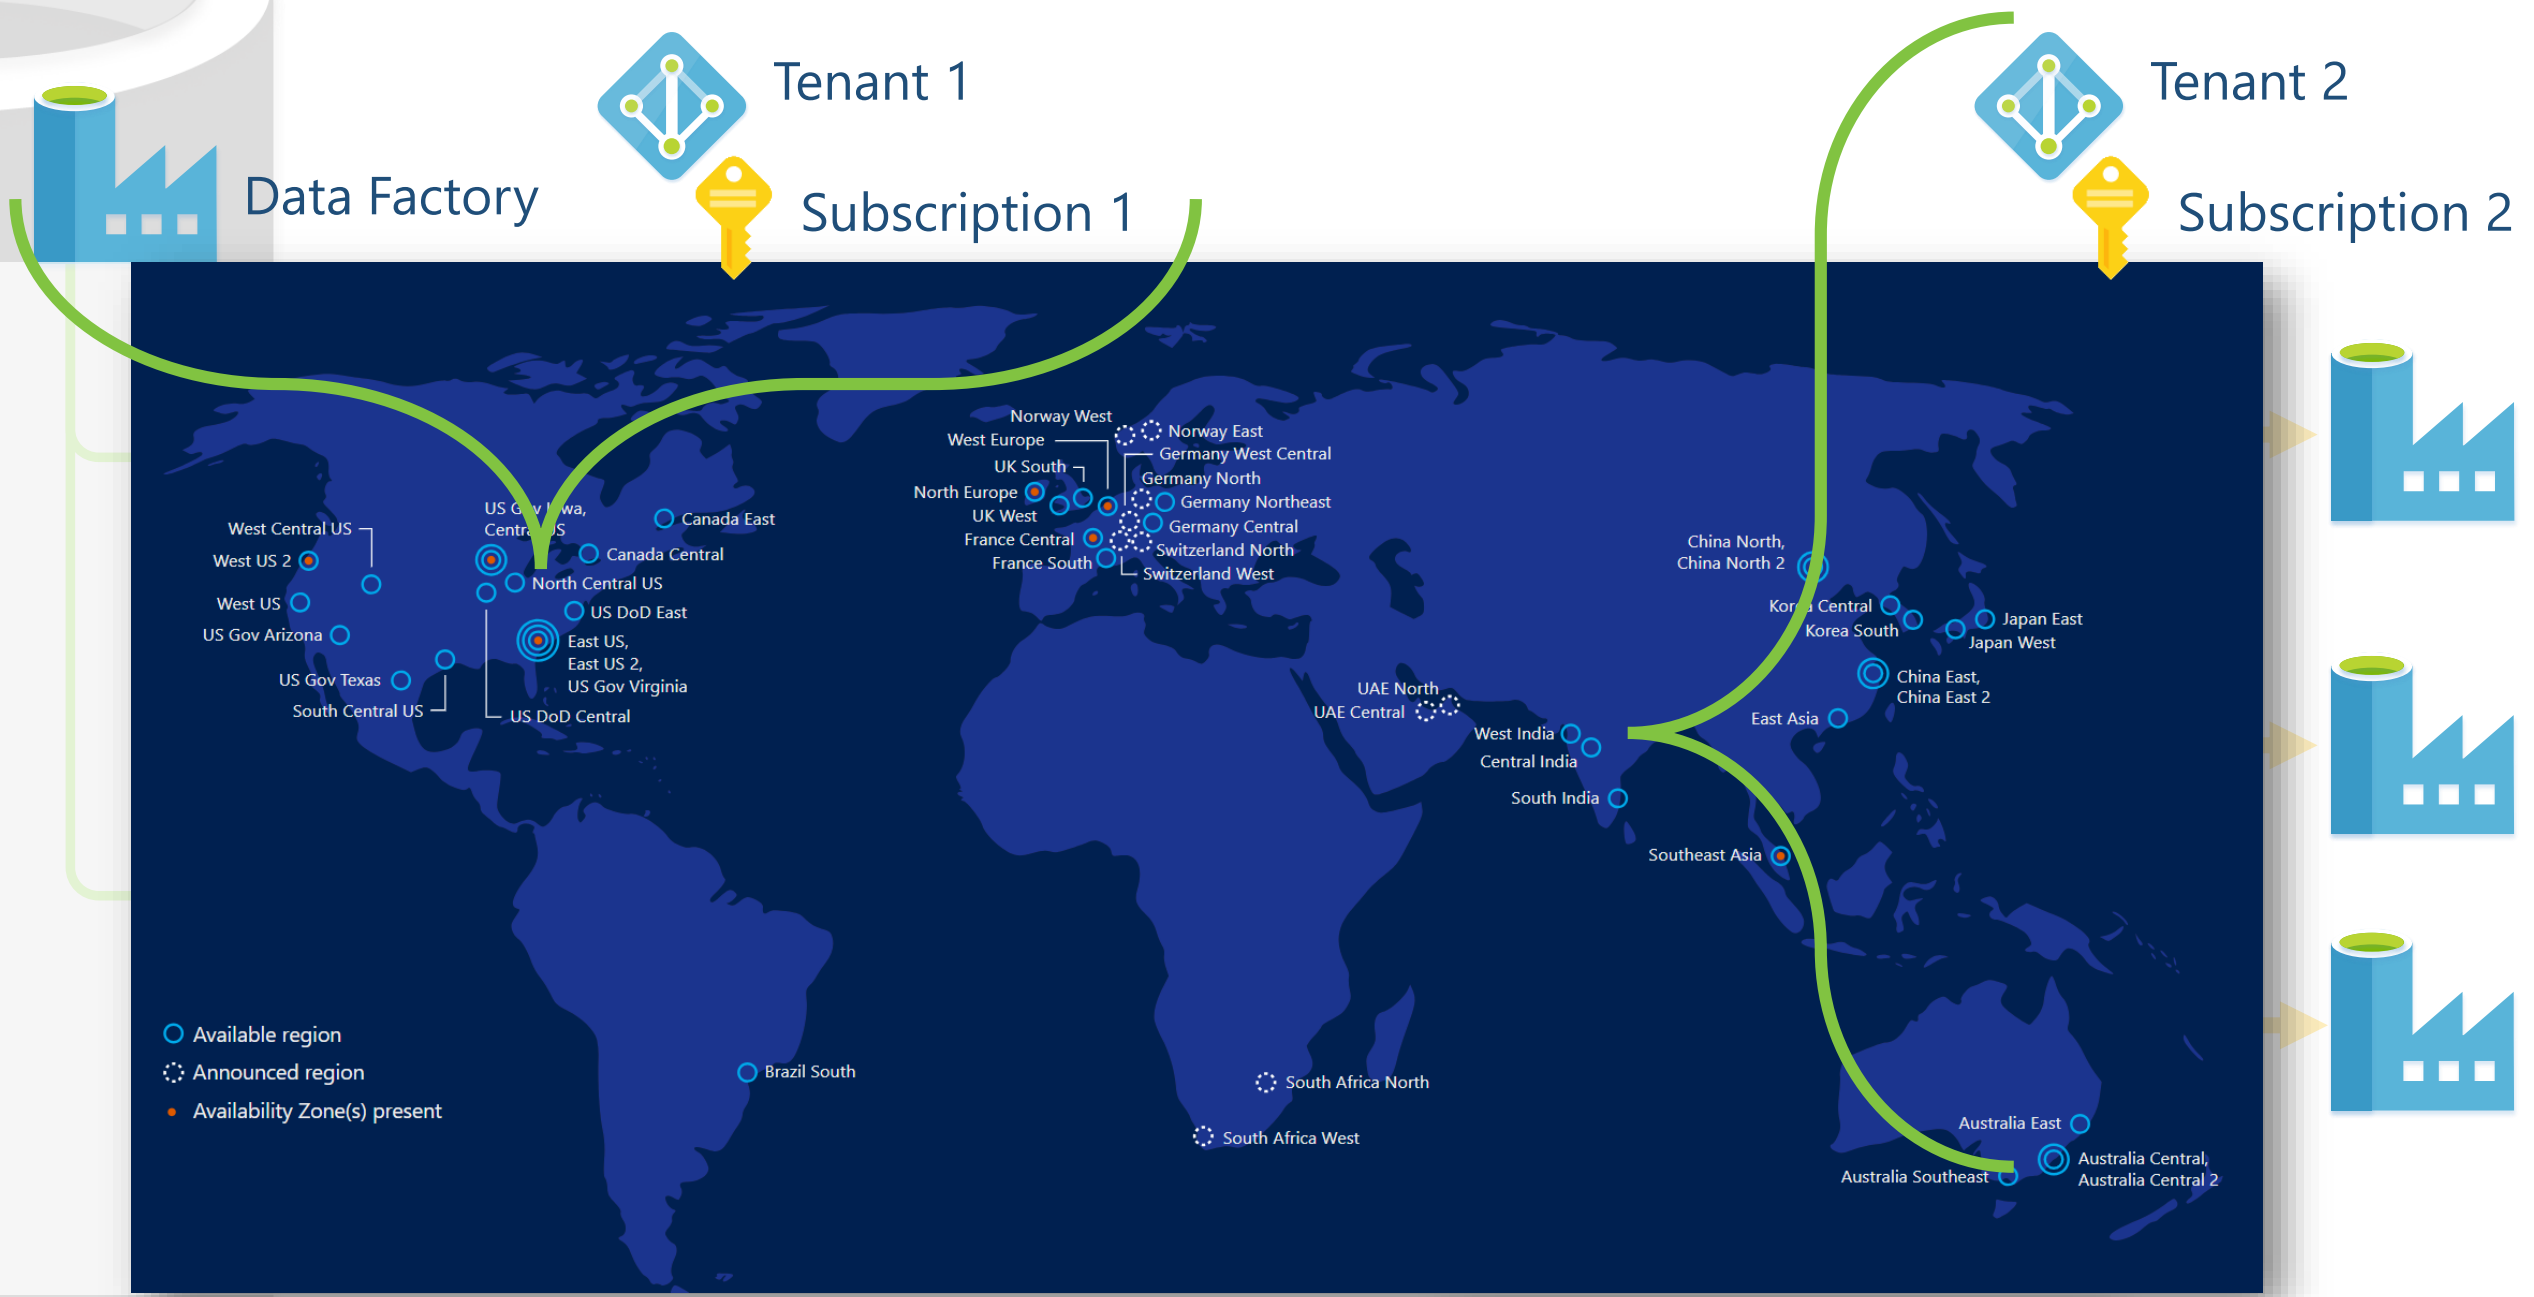 Tenant 1
Tenant 2
Data Factory
Subscription 1
Subscription 2
Norway West
Norway East
West Europe
Germany West Central
UK South
Germany North
North Europe
Germany Northeast
UK West
Germany Central
France Central
Switzerland North
France South
Switzerland West
West Central US
US Gov Iowa,
Central US
Canada East
West US 2
Canada Central
North Central US
West US
US DoD East
US Gov Arizona
East US,
East US 2,
US Gov Virginia
US Gov Texas
South Central US
US DoD Central
China North,
China North 2
Korea Central
Korea South
Japan East
Japan West
China East,
China East 2
East Asia
UAE North
UAE Central
West India
Central India
South India
Southeast Asia
Available region
Announced region
Availability Zone(s) present
Brazil South
South Africa North
South Africa West
Australia East
Australia Central,
Australia Central 2
Australia Southeast